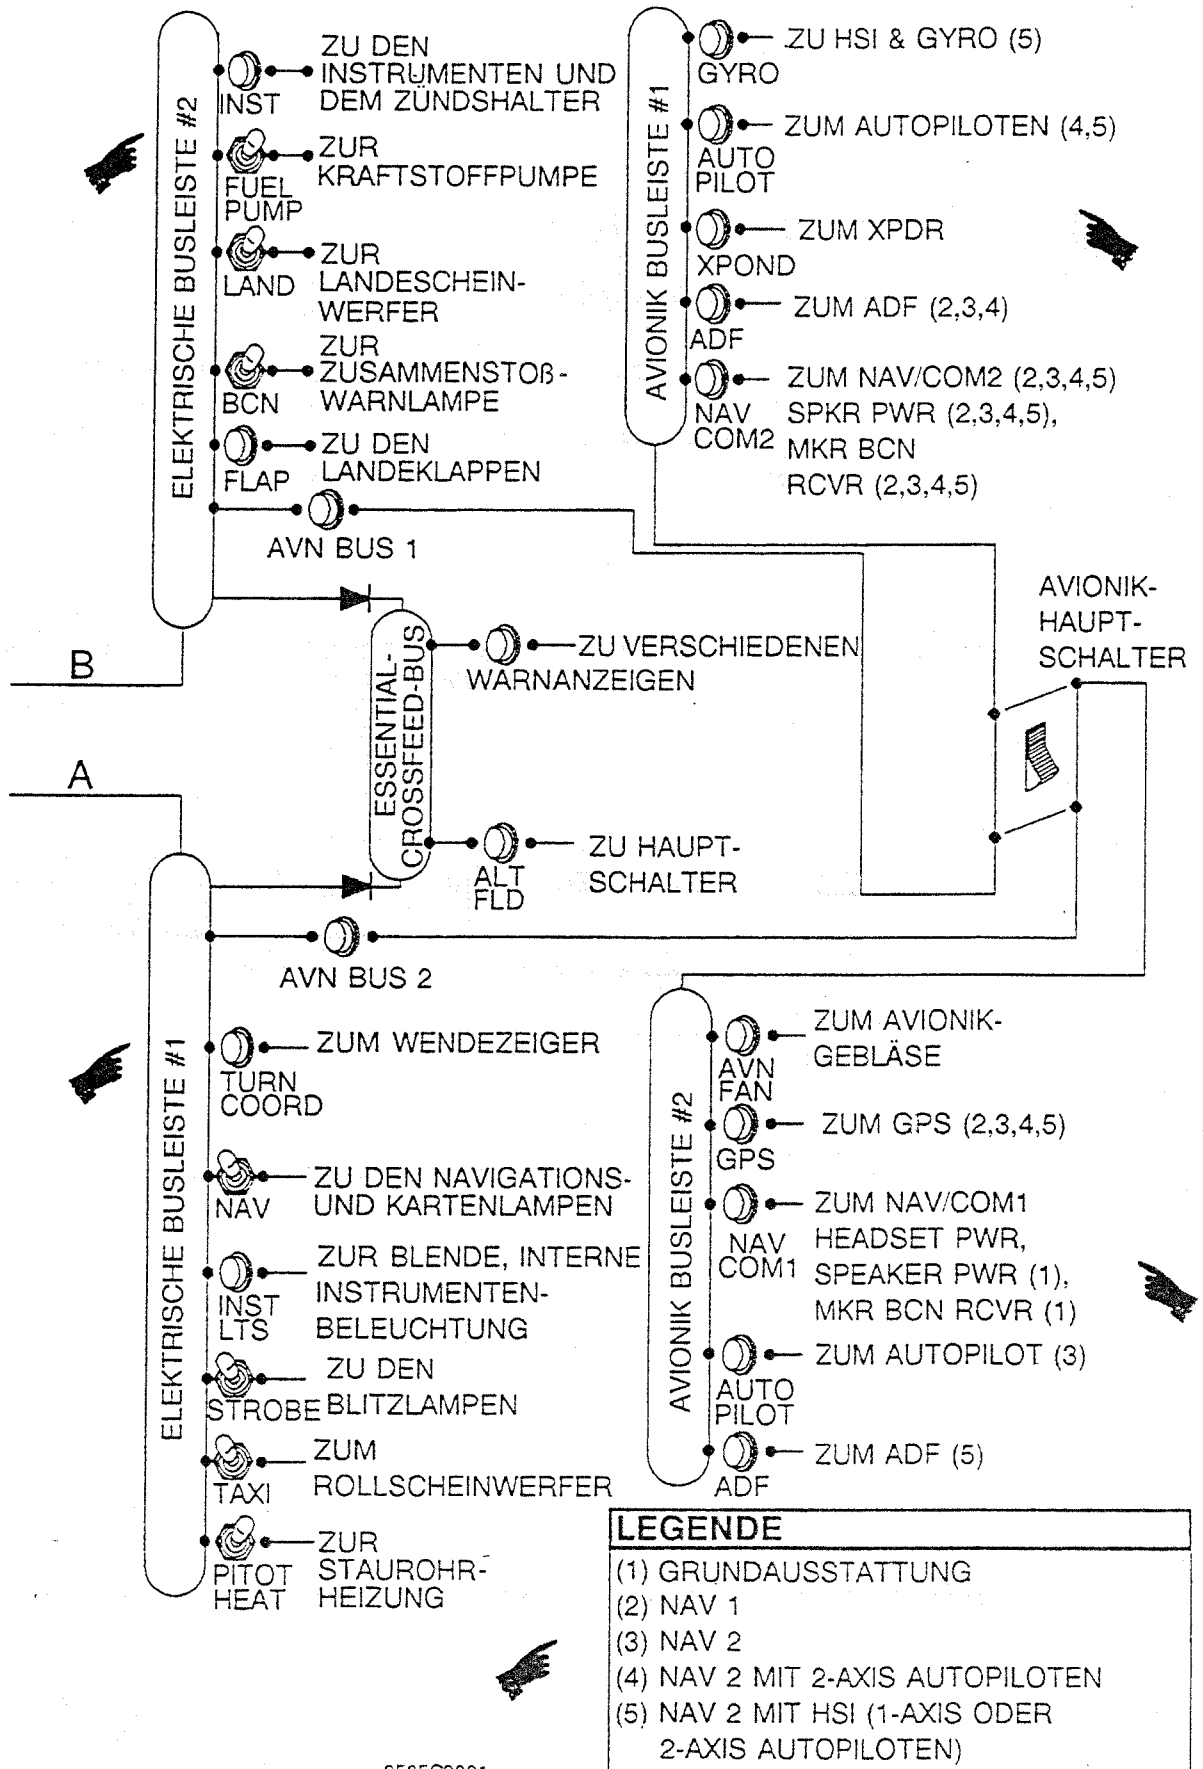 ELEKTRISCHE BUSLEISTE #2
INST
ZU DEN
INSTRUMENTEN UND
DEM ZÜNDSHALTER
FUEL
PUMP
ZUR
KRAFTSTOFFPUMPE
LAND
ZUR
LANDESCHEIN-
WERFER
BCN
ZUR
ZUSAMMENSTOß-
WARNLAMPE
FLAP
ZU DEN
LANDEKLAPPEN
AVN BUS 1
AVIONIK BUSLEISTE #1
GYRO
ZU HSI & GYRO (5)
AUTO
PILOT
ZUM AUTOPILOTEN (4,5)
XPOND
ZUM XPDR
ADF
ZUM ADF (2,3,4)
NAV
COM2
ZUM NAV/COM2 (2,3,4,5)
SPKR PWR (2,3,4,5),
MKR BCN
RCVR (2,3,4,5)
B
A
ESSENTIAL-
CROSSFEED-BUS
ZU VERSCHIEDENEN
WARNANZEIGEN
ALT
FLD
ZU HAUPT-
SCHALTER
AVIONIK-
HAUPT-
SCHALTER
ELEKTRISCHE BUSLEISTE #1
AVN BUS 2
TURN
COORD
ZUM WENDEZEIGER
NAV
ZU DEN NAVIGATIONS-
UND KARTENLAMPEN
INST
LTS
ZUR BLENDE, INTERNE
INSTRUMENTEN-
BELEUCHTUNG
STROBE
ZU DEN
BLITZLAMPEN
TAXI
ZUM
ROLLSCHEINWERFER
PITOT
HEAT
ZUR
STAUROHR-
HEIZUNG
AVIONIK BUSLEISTE #2
AVN
FAN
ZUM AVIONIK-
GEBLÄSE
GPS
ZUM GPS (2,3,4,5)
NAV
COM1
ZUM NAV/COM1
HEADSET PWR,
SPEAKER PWR (1),
MKR BCN RCVR (1)
AUTO
PILOT
ZUM AUTOPILOT (3)
ADF
ZUM ADF (5)
LEGENDE
(1) GRUNDAUSSTATTUNG
(2) NAV 1
(3) NAV 2
(4) NAV 2 MIT 2-AXIS AUTOPILOTEN
(5) NAV 2 MIT HSI (1-AXIS ODER
2-AXIS AUTOPILOTEN)